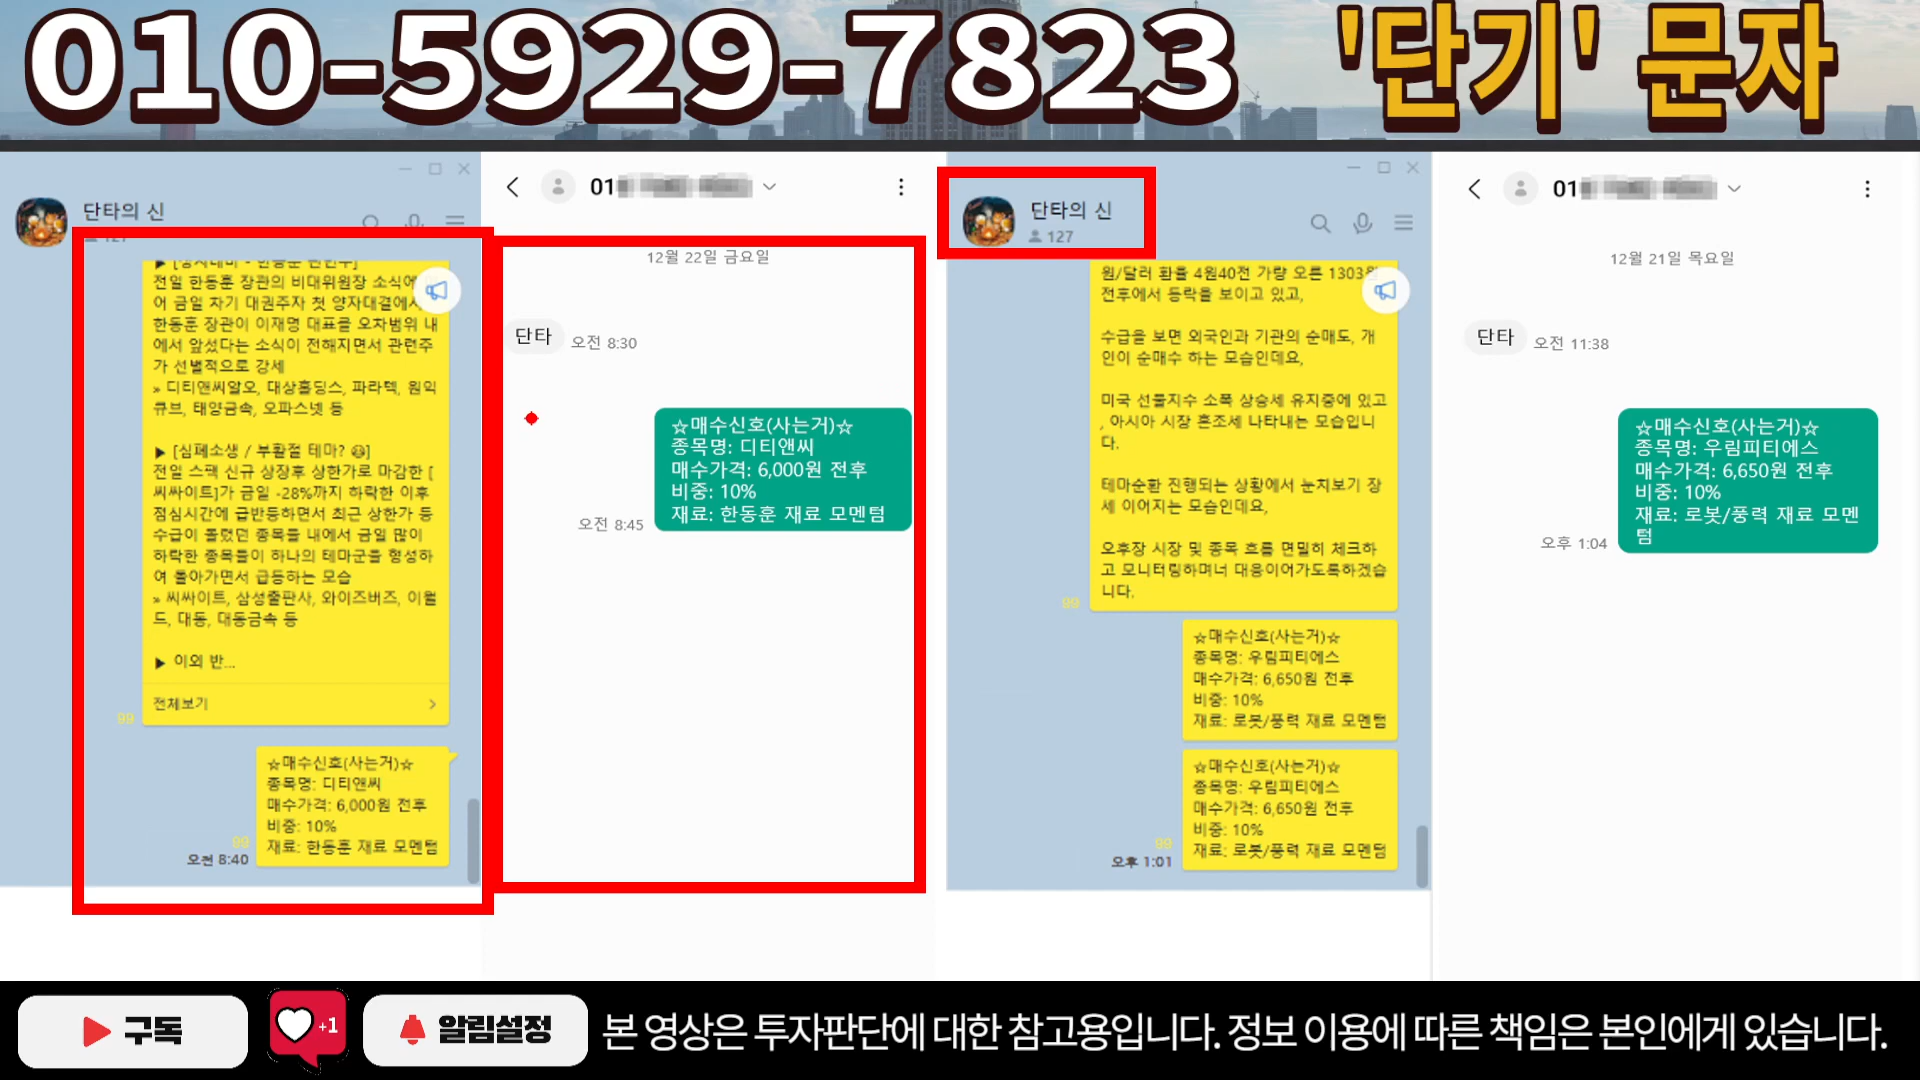 010-5929-7823 '단기' 문자
단타의 신
127
전일 한동훈 장관의 비대위원장 소식에
어 금일 차기 대권주자 첫 양자대결에서
한동훈 장관이 이재명 대표를 오차범위 내
에서 앞섰다는 소식이 전해지면서 관련주
가 선별적으로 강세
» 디티앤씨알오, 대상홀딩스, 파라텍, 원익
큐브, 태양금속, 오파스넷 등
▶ [심폐소생 / 부활절 테마? 😂]
전일 스팩 신규 상장후 상한가로 마감한 [
씨싸이트]가 금일 -28%까지 하락한 이후
점심시간에 급반등하면서 최근 상한가 등
수급이 몰렸던 종목들 내에서 금일 많이
하락한 종목들이 하나의 테마군을 형성하
여 돌아가면서 급등하는 모습
» 씨싸이트, 삼성출판사, 와이즈버즈, 이월
드, 대동, 대동금속 등
▶ 이외 반...
전체보기
99
☆매수신호(사는거)☆
종목명: 디티앤씨
매수가격: 6,000원 전후
비중: 10%
재료: 한동훈 재료 모멘텀
99
오전 8:40
01
12월 22일 금요일
단타
오전 8:30
☆매수신호(사는거)☆
종목명: 디티앤씨
매수가격: 6,000원 전후
비중: 10%
재료: 한동훈 재료 모멘텀
오전 8:45
단타의 신
127
원/달러 환율 4원40전 가량 오른 1303원
전후에서 등락을 보이고 있고,
수급을 보면 외국인과 기관의 순매도, 개
인이 순매수 하는 모습인데요,
미국 선물지수 소폭 상승세 유지중에 있고
, 아시아 시장 혼조세 나타내는 모습입니
다.
테마순환 진행되는 상황에서 눈치보기 장
세 이어지는 모습인데요,
오후장 시장 및 종목 흐름 면밀히 체크하
고 모니터링하며너 대응이어가도록하겠습
니다.
99
☆매수신호(사는거)☆
종목명: 우림피티에스
매수가격: 6,650원 전후
비중: 10%
재료: 로봇/풍력 재료 모멘텀
☆매수신호(사는거)☆
종목명: 우림피티에스
매수가격: 6,650원 전후
비중: 10%
재료: 로봇/풍력 재료 모멘텀
99
오후 1:01
01
12월 21일 목요일
단타
오전 11:38
☆매수신호(사는거)☆
종목명: 우림피티에스
매수가격: 6,650원 전후
비중: 10%
재료: 로봇/풍력 재료 모멘
텀
오후 1:04
구독
+1
알림설정
본 영상은 투자판단에 대한 참고용입니다. 정보 이용에 따른 책임은 본인에게 있습니다.